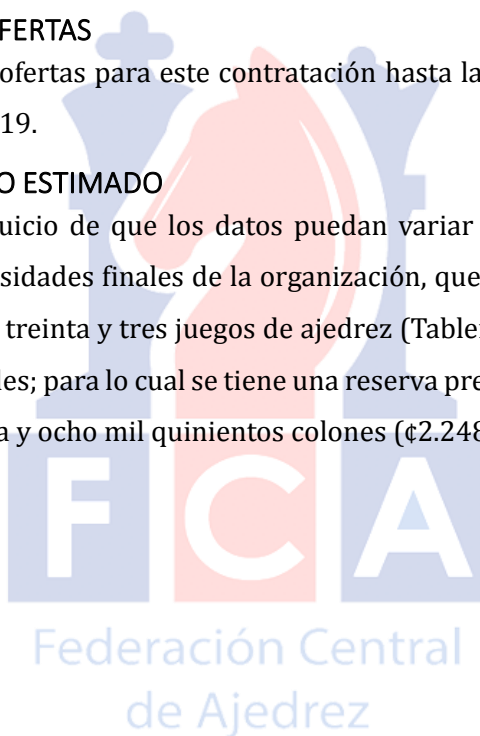 FERTAS
ofertas para este contratación hasta la
19.
O ESTIMADO
uicio de que los datos puedan variar
sidades finales de la organización, que
treinta y tres juegos de ajedrez (Tabler
les; para lo cual se tiene una reserva pre
a y ocho mil quinientos colones (₡2.248
FCA
Federación Central
de Ajedrez